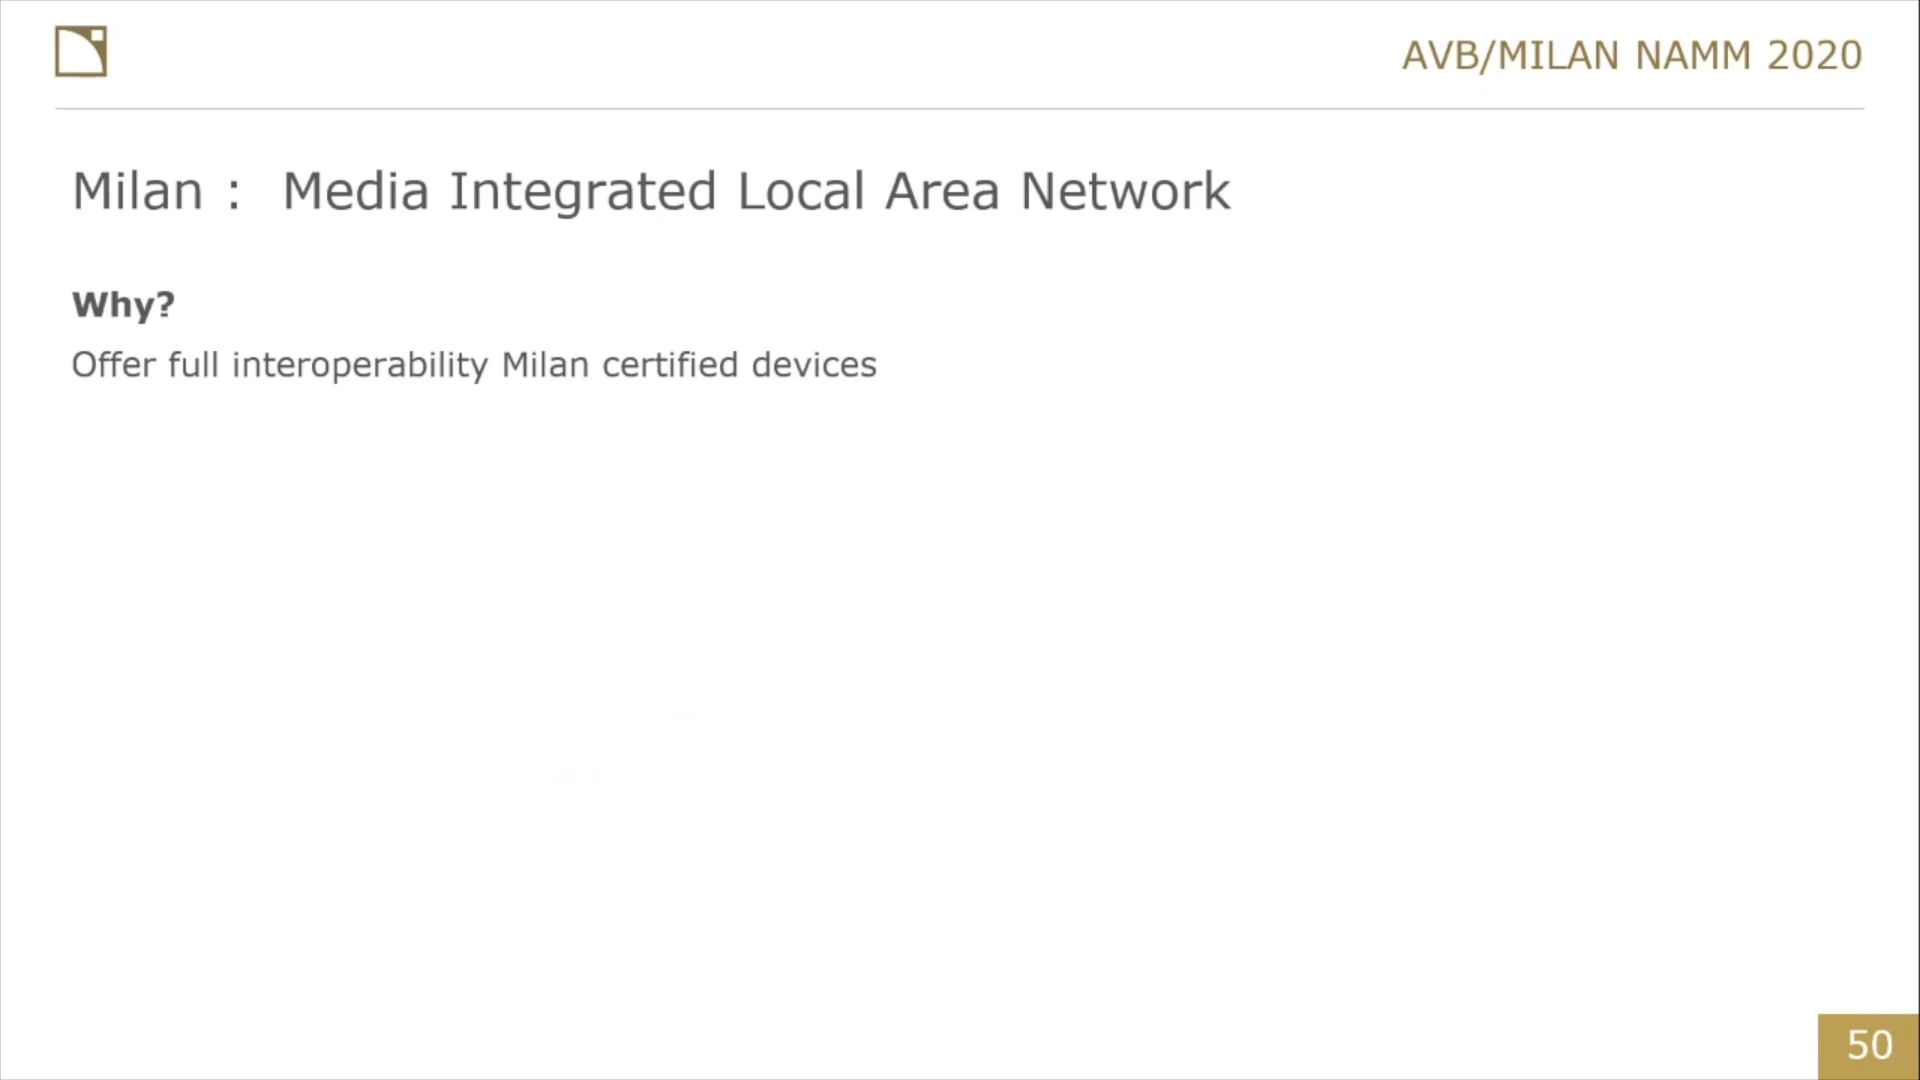 AVB/MILAN NAMM 2020
Milan : Media Integrated Local Area Network
Why?
Offer full interoperability Milan certified devices
50